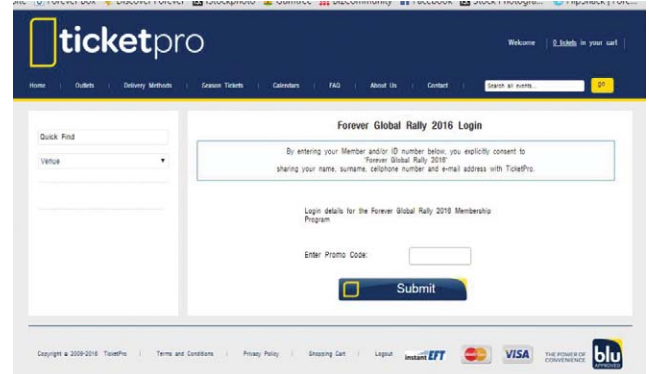 ticketpro
Welcome | 0 tickets in your cart |
Home | Outlets | Delivery Methods | Season Tickets | Calendars | FAQ | About Us | Contact | Search all events... go
Forever Global Rally 2016 Login
Quick Find
Venue
By entering your Member and/or ID number below, you explicitly consent to
'Forever Global Rally 2016'
sharing your name, surname, cellphone number and e-mail address with TicketPro.
Login details for the Forever Global Rally 2016 Membership
Program
Enter Promo Code:
Submit
Copyright © 2009-2016 TicketPro | Terms and Conditions | Privacy Policy | Shopping Cart | Logout instantEFT MasterCard VISA THE POWER OF
CONVENIENCE blu
APPROVED